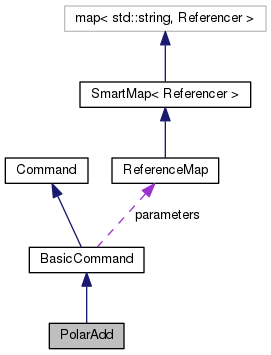 map< std::string, Referencer >
SmartMap< Referencer >
Command
ReferenceMap
parameters
BasicCommand
PolarAdd